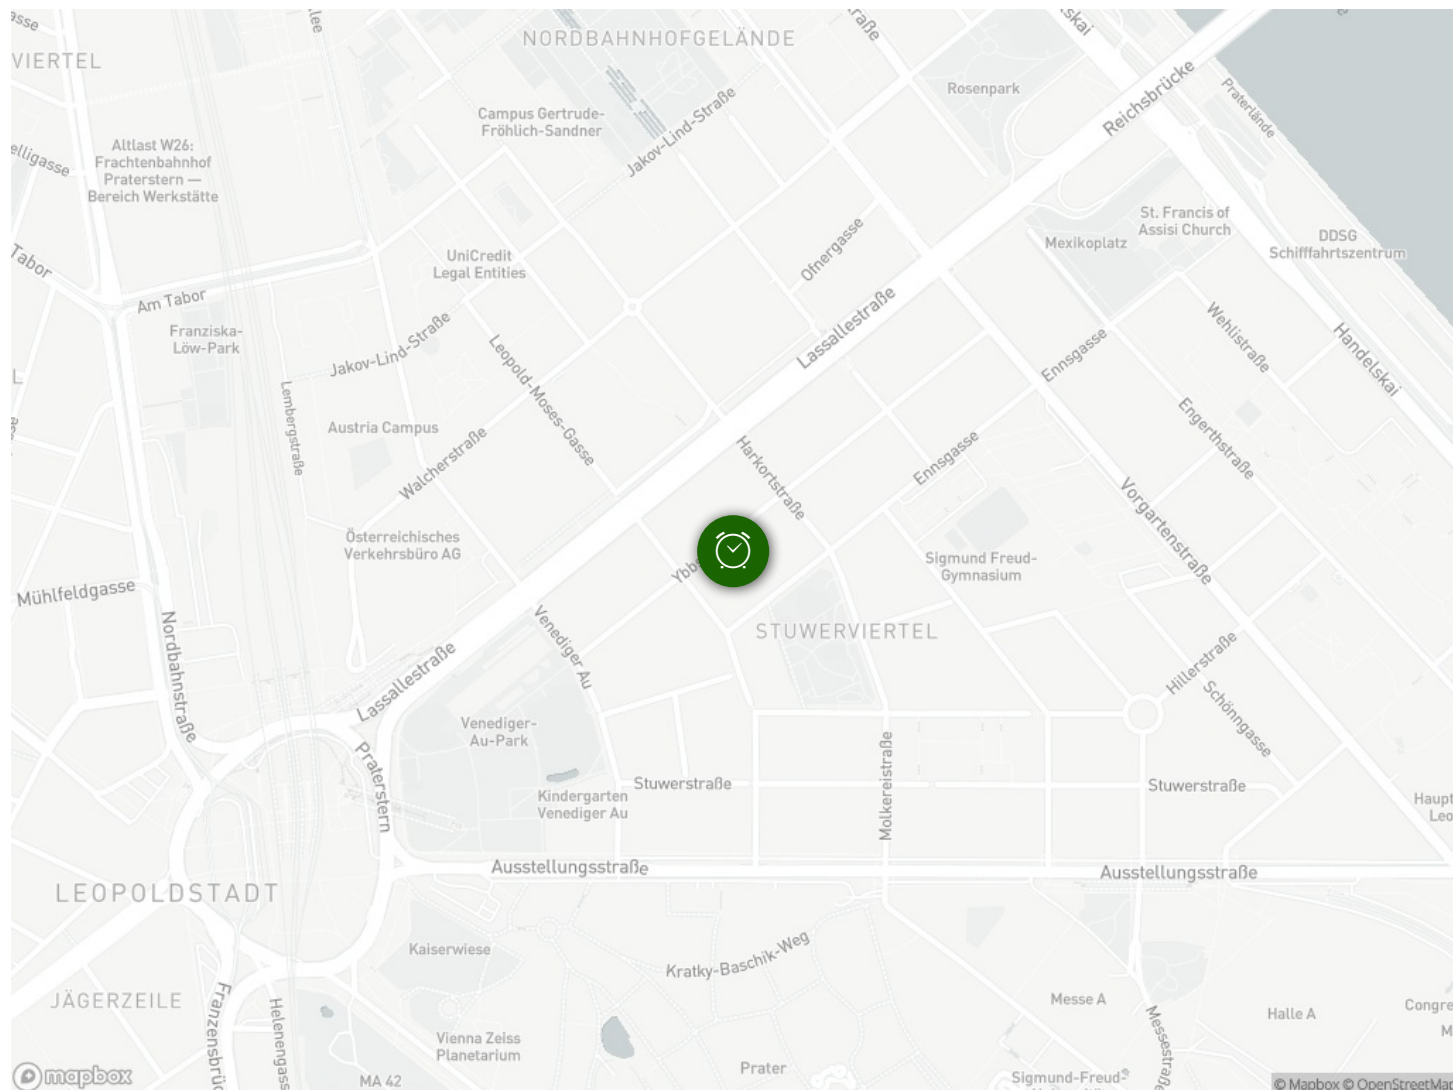 NORDBAHNHOFGELÄNDE
VIERTEL
Rosenpark
Reichsbrücke
Praterlände
Campus Gertrude-
Fröhlich-Sandner
Jakov-Lind-Straße
Altlast W26:
Frachtenbahnhof
Praterstern —
Bereich Werkstätte
St. Francis of
Assisi Church
Mexikoplatz
DDSG
Schifffahrtszentrum
UniCredit
Legal Entities
Ofnergasse
Tabor
Am Tabor
Franziska-
Löw-Park
Jakov-Lind-Straße
Lassallestraße
Wehlistraße
Handelskai
Ennsgasse
Leopold-Moses-Gasse
Lembergstraße
Austria Campus
Walcherstraße
Harkortstraße
Ennsgasse
Engerthstraße
Vorgartenstraße
Österreichisches
Verkehrsbüro AG
Sigmund Freud-
Gymnasium
Mühlfeldgasse
Nordbahnstraße
Venediger Au
STUWERVIERTEL
Hillerstraße
Lassallestraße
Schönngasse
Venediger-
Au-Park
Praterstern
Molkereistraße
Stuwerstraße
Stuwerstraße
Kindergarten
Venediger Au
Ausstellungsstraße
Ausstellungsstraße
LEOPOLDSTADT
Kaiserwiese
Kratky-Baschik-Weg
JÄGERZEILE
Messe A
Halle A
Messestraße
Vienna Zeiss
Planetarium
Prater
MA 42
Sigmund-Freud-
mapbox
© Mapbox © OpenStreetMap